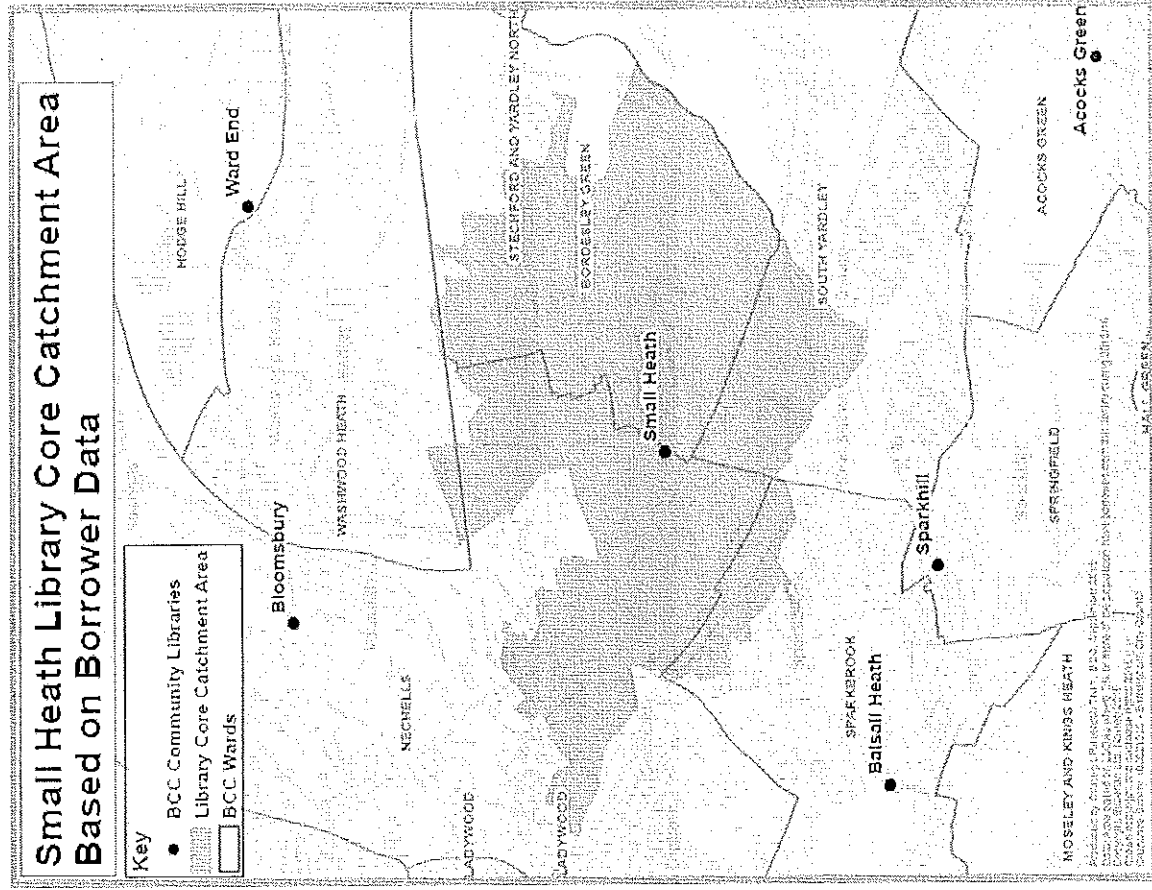 Small Heath Library Core Catchment Area
Based on Borrower Data
Key
BCC Community Libraries
Library Core Catchment Area
BCC Wards
HODGE HILL
Ward End
Bloomsbury
WASHWOOD HEATH
STECHFORD AND YARDLEY NORTH
NECHELLS
LADYWOOD
LADYWOOD
BORDESLEY GREEN
Small Heath
SOUTH YARDLEY
SPARKBROOK
Balsall Heath
Sparkhill
ACOCKS GREEN
Acocks Green
SPRINGFIELD
MOSELEY AND KINGS HEATH
HALL GREEN